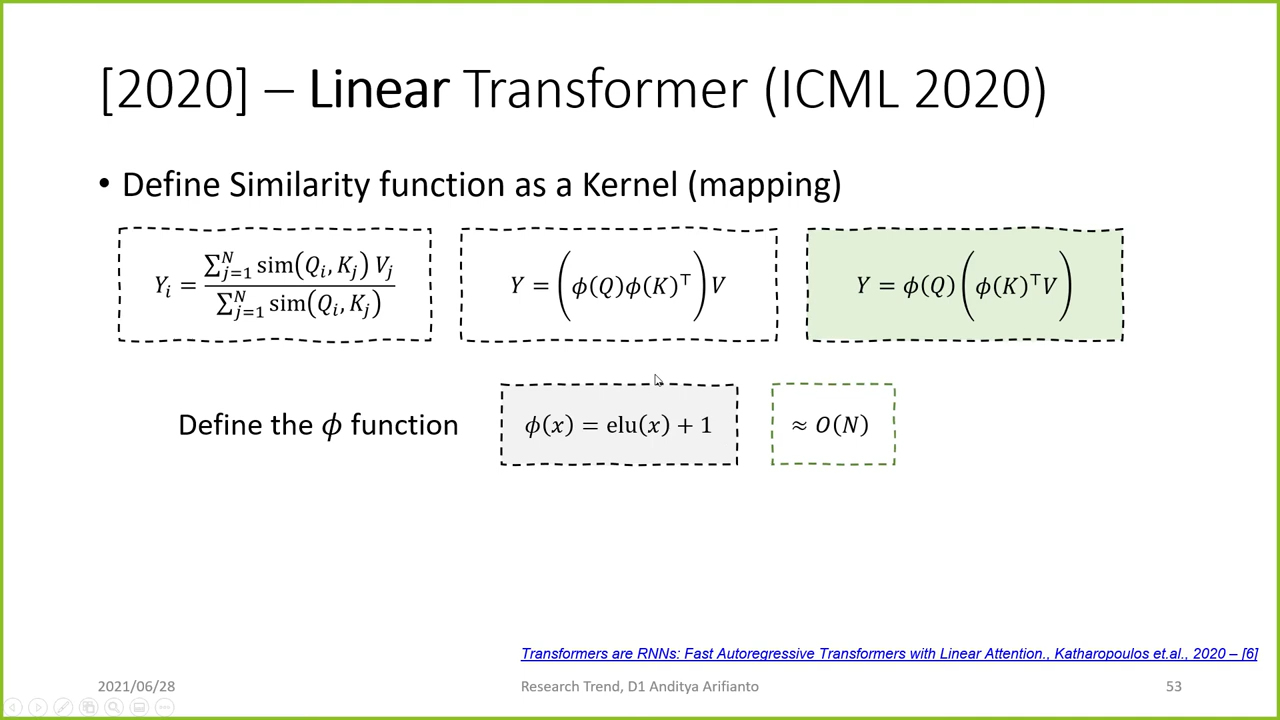 [2020] – Linear Transformer (ICML 2020)
• Define Similarity function as a Kernel (mapping)
Y_i = \frac{∑_{j=1}^{N} sim(Q_i, K_j) V_j}{∑_{j=1}^{N} sim(Q_i, K_j)}
Y = (ϕ(Q)ϕ(K)^⊤)V
Y = ϕ(Q)(ϕ(K)^⊤V)
Define the ϕ function
ϕ(x) = elu(x) + 1
≈ O(N)
Transformers are RNNs: Fast Autoregressive Transformers with Linear Attention., Katharopoulos et.al., 2020 – [6]
2021/06/28
Research Trend, D1 Anditya Arifianto
53